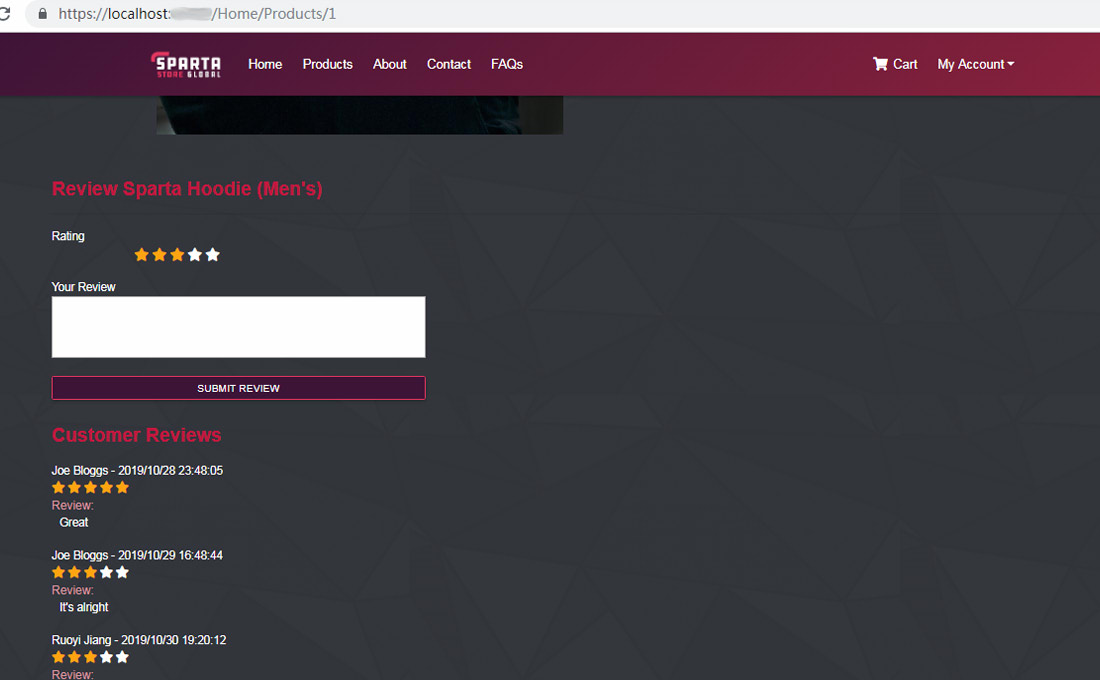 https://localhost: /Home/Products/1
SPARTA
STORE GLOBAL
Home Products About Contact FAQs Cart My Account
Review Sparta Hoodie (Men's)
Rating
Your Review
SUBMIT REVIEW
Customer Reviews
Joe Bloggs - 2019/10/28 23:48:05
Review:
Great
Joe Bloggs - 2019/10/29 16:48:44
Review:
It's alright
Ruoyi Jiang - 2019/10/30 19:20:12
Review: